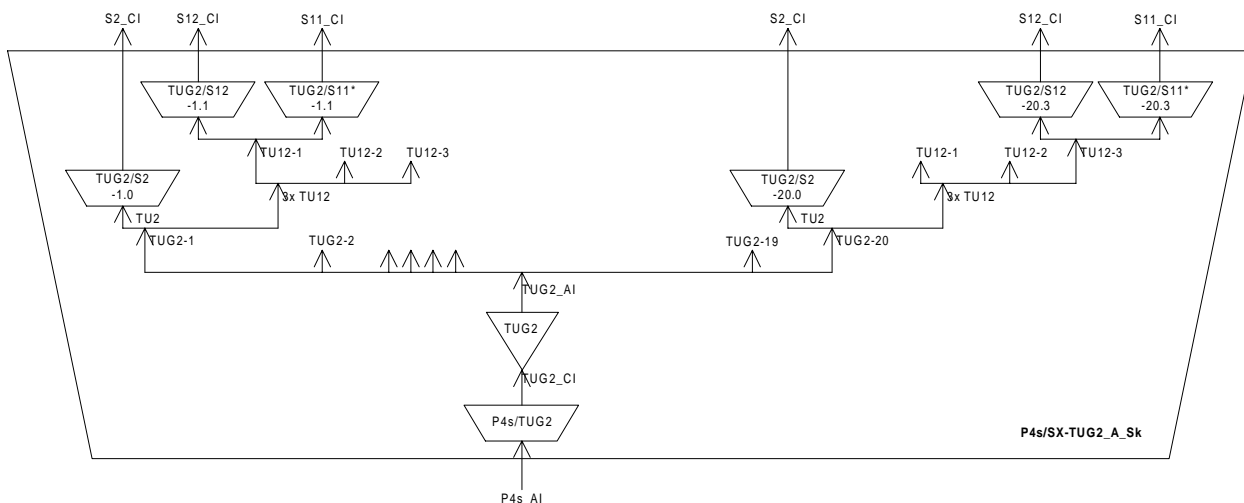 S2_CI S12_CI S11_CI S2_CI S12_CI S11_CI
TUG2/S12 TUG2/S11* TUG2/S12 TUG2/S11*
-1.1 -1.1 -20.3 -20.3
TU12-1 TU12-2 TU12-3 TU12-1 TU12-2 TU12-3
TUG2/S2 TUG2/S2
-1.0 -20.0
3x TU12 3x TU12
TU2 TU2
TUG2-1 TUG2-2 TUG2-19 TUG2-20
TUG2_AI
TUG2
TUG2_CI
P4s/TUG2
P4s/SX-TUG2_A_Sk
P4s_AI